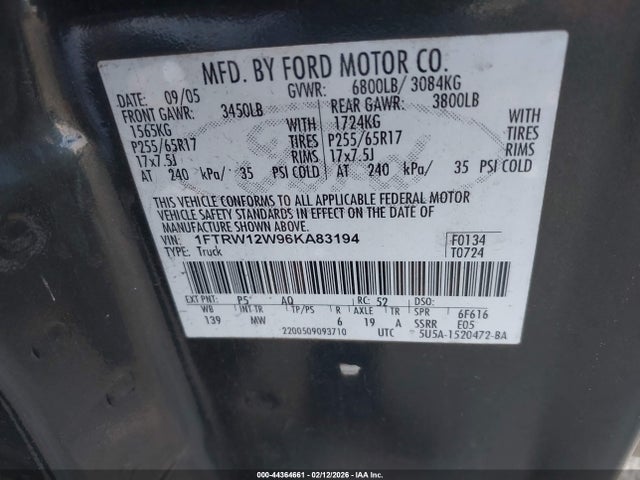 MFD. BY FORD MOTOR CO.
DATE: 09/05 GVWR: 6800LB/ 3084KG
FRONT GAWR: 3450LB REAR GAWR: 3800LB
1565KG WITH 1724KG WITH
P255/65R17 TIRES P255/65R17 TIRES
17x7.5J RIMS 17x7.5J RIMS
AT 240 kPa/ 35 PSI COLD AT 240 kPa/ 35 PSI COLD
THIS VEHICLE CONFORMS TO ALL APPLICABLE FEDERAL MOTOR
VEHICLE SAFETY STANDARDS IN EFFECT ON THE DATE OF
MANUFACTURE SHOWN ABOVE.
VIN: 1FTRW12W96KA83194 F0134
TYPE: Truck T0724
EXT PNT: P5 AQ RC: 52 DSO:
WB INT TR TP/PS R AXLE TR SPR 6F616
139 MW 6 19 A SSRR E05
2200509093710 UTC 5U5A-1520472-BA
000-44364661 - 02/12/2026 - IAA Inc.